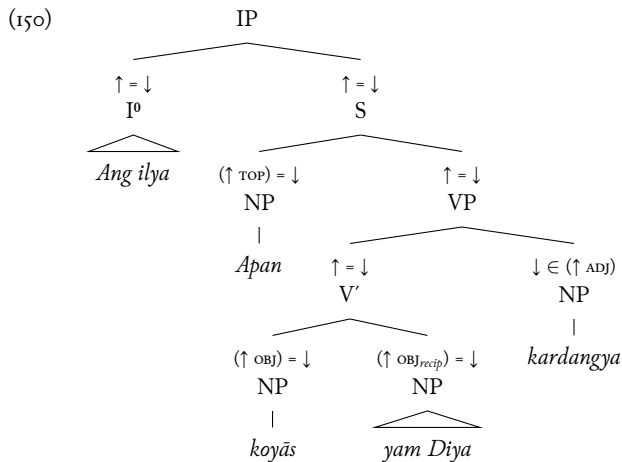 (150) IP
↑ = ↓ ↑ = ↓
I⁰ S
Ang ilya (↑ TOP) = ↓ ↑ = ↓
NP VP
Apan ↑ = ↓ ↓ ∈ (↑ ADJ)
V′ NP
(↑ OBJ) = ↓ (↑ OBJrecip) = ↓ kardangya
NP NP
koyās yam Diya